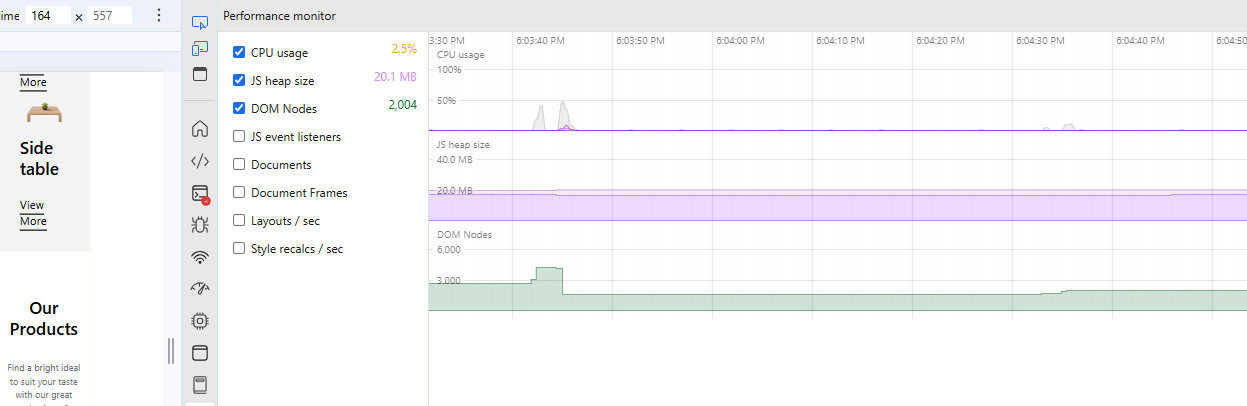 ime 164 × 557
More
Side
table
View
More
Our
Products
Find a bright ideal
to suit your taste
with our great
Performance monitor
CPU usage 2.5%
JS heap size 20.1 MB
DOM Nodes 2,004
JS event listeners
Documents
Document Frames
Layouts / sec
Style recalcs / sec
3:30 PM 6:03:40 PM 6:03:50 PM 6:04:00 PM 6:04:10 PM 6:04:20 PM 6:04:30 PM 6:04:40 PM 6:04:50
CPU usage
100%
50%
JS heap size
40.0 MB
20.0 MB
DOM Nodes
6,000
3,000